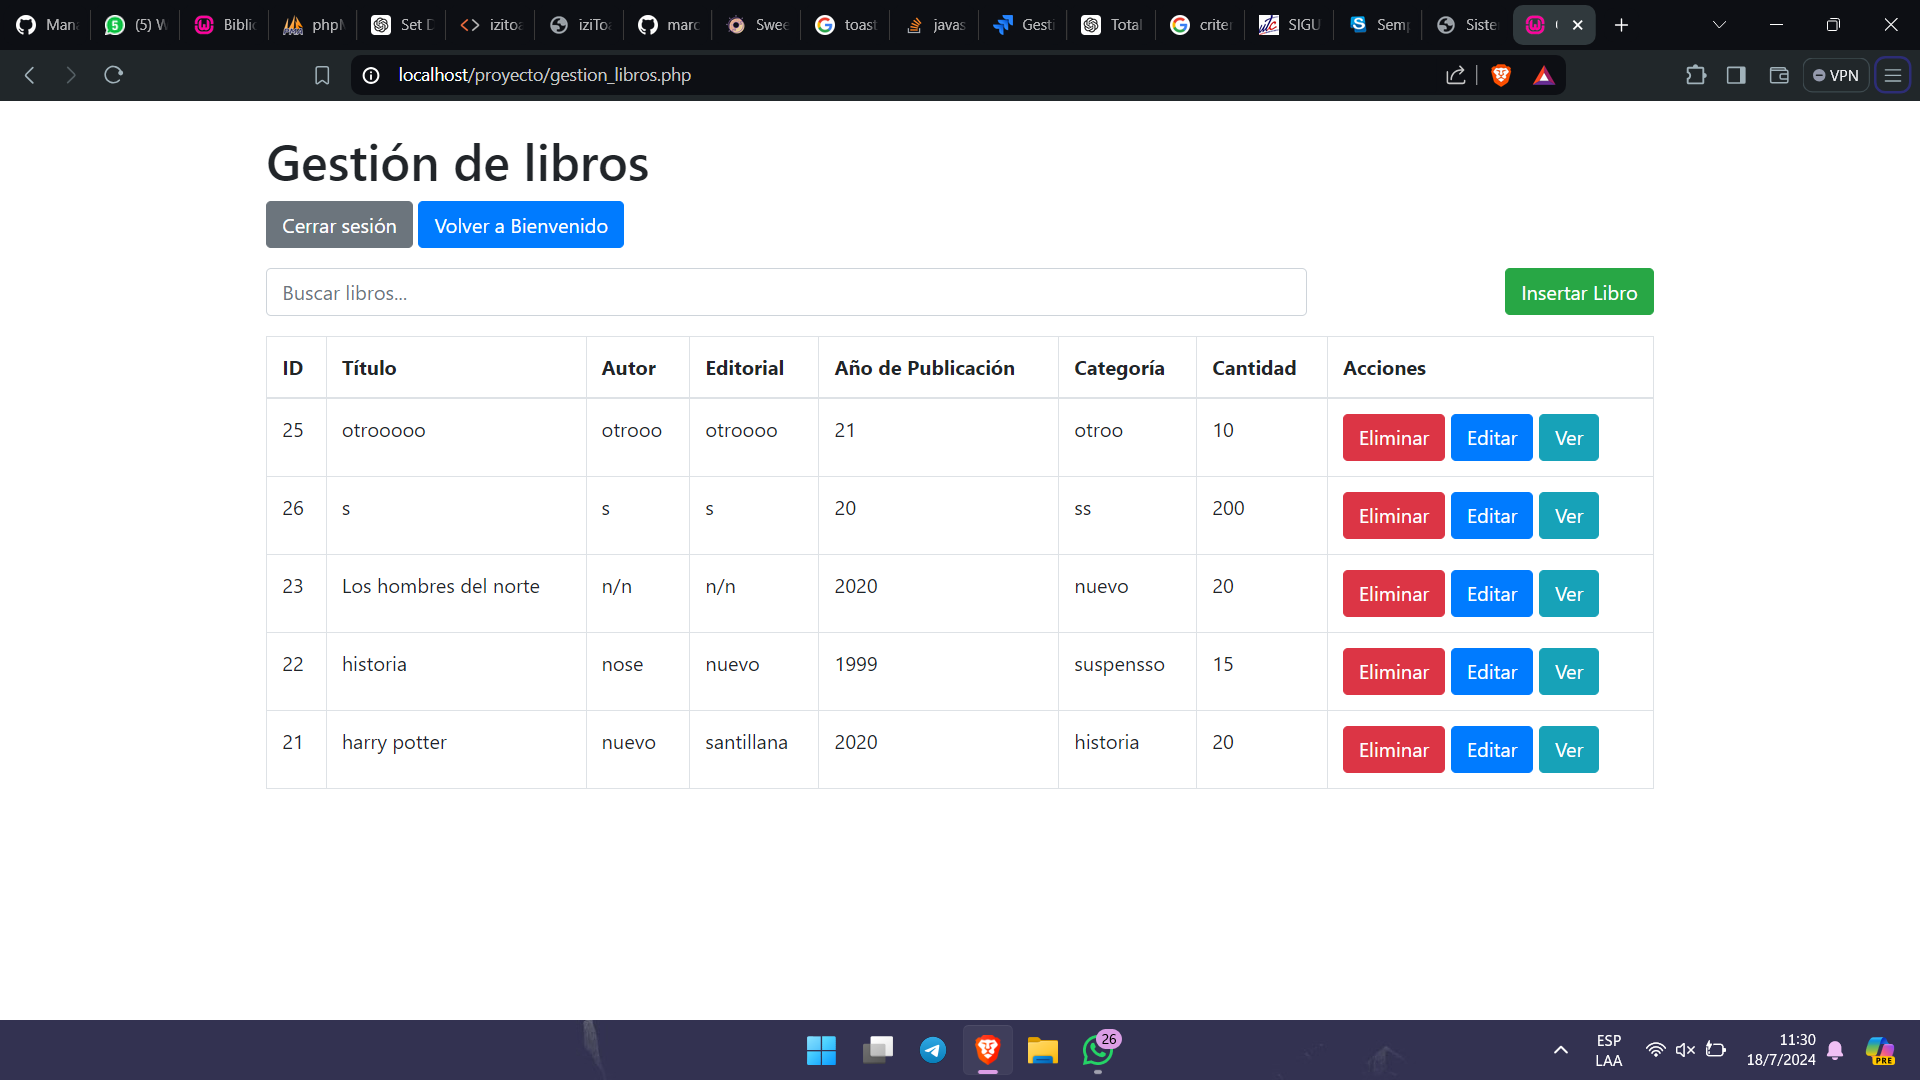 Man
(5) W
Biblic
phpM
Set D
izitoa
iziToa
marc
Swee
toast
javas
Gesti
Total
criter
SIGU
Semp
Siste
localhost/proyecto/gestion_libros.php
VPN
Gestión de libros
Cerrar sesión Volver a Bienvenido
Buscar libros... Insertar Libro
ID Título Autor Editorial Año de Publicación Categoría Cantidad Acciones
25 otrooooo otrooo otroooo 21 otroo 10 Eliminar Editar Ver
26 s s s 20 ss 200 Eliminar Editar Ver
23 Los hombres del norte n/n n/n 2020 nuevo 20 Eliminar Editar Ver
22 historia nose nuevo 1999 suspensso 15 Eliminar Editar Ver
21 harry potter nuevo santillana 2020 historia 20 Eliminar Editar Ver
26
ESP
LAA
11:30
18/7/2024
PRE